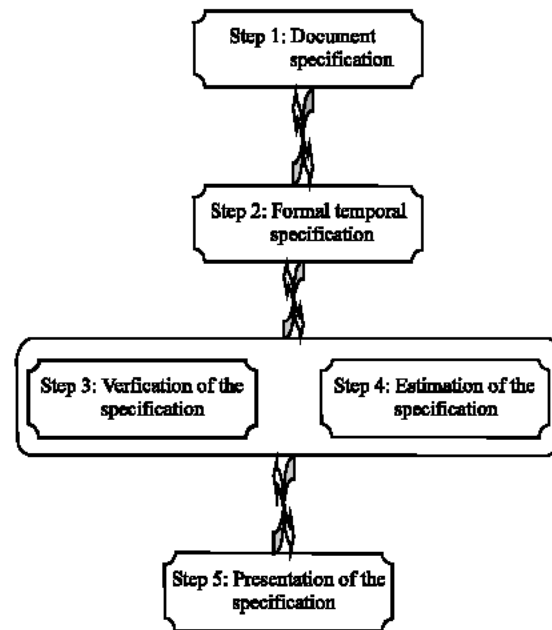 Step 1: Document
specification
Step 2: Formal temporal
specification
Step 3: Verfication of the
specification
Step 4: Estimation of the
specification
Step 5: Presentation of the
specification